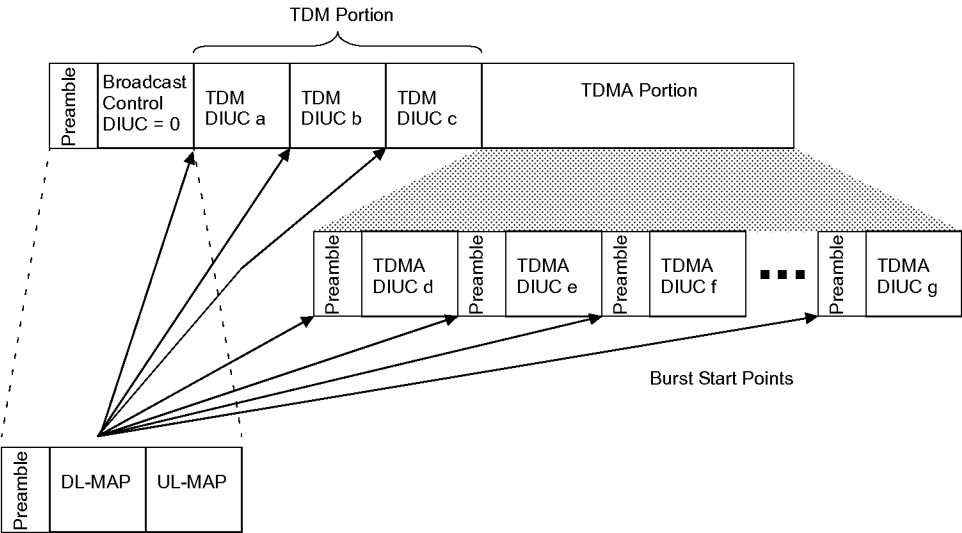 TDM Portion
Preamble
Broadcast
Control
DIUC = 0
TDM
DIUC a
TDM
DIUC b
TDM
DIUC c
TDMA Portion
Preamble
TDMA
DIUC d
Preamble
TDMA
DIUC e
Preamble
TDMA
DIUC f
Preamble
TDMA
DIUC g
Burst Start Points
Preamble
DL-MAP
UL-MAP